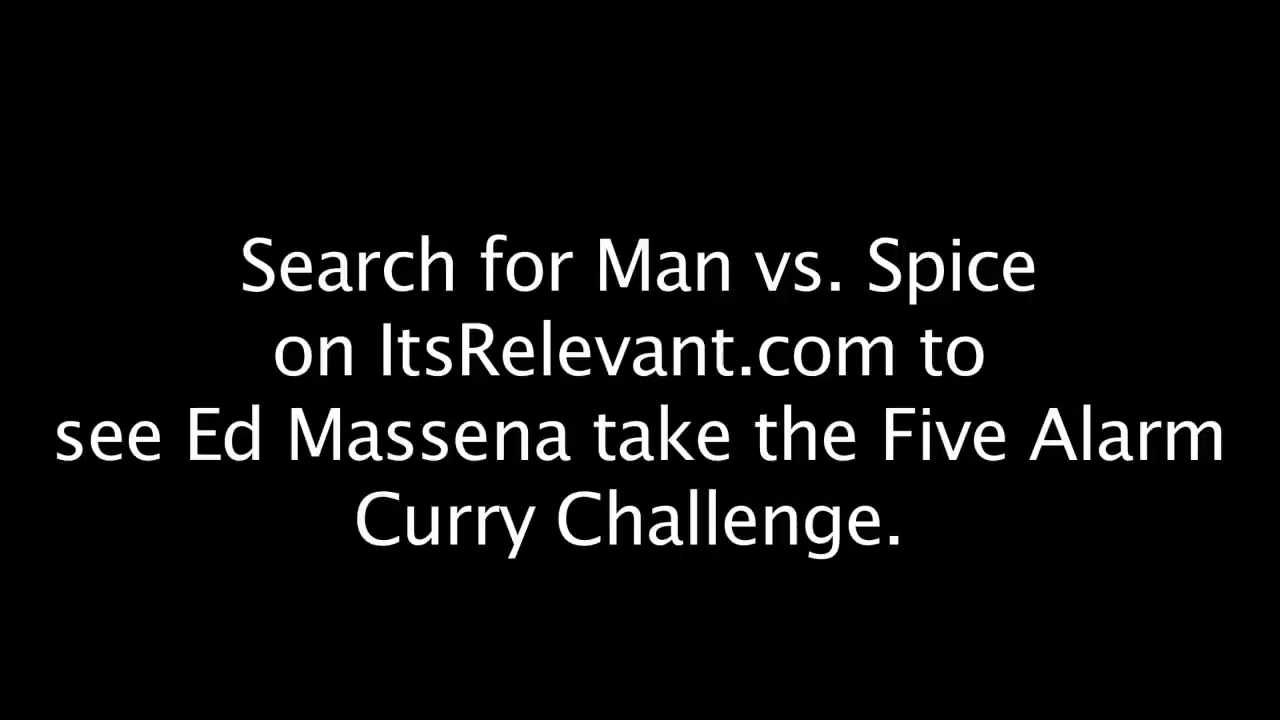 Search for Man vs. Spice
on ItsRelevant.com to
see Ed Massena take the Five Alarm
Curry Challenge.